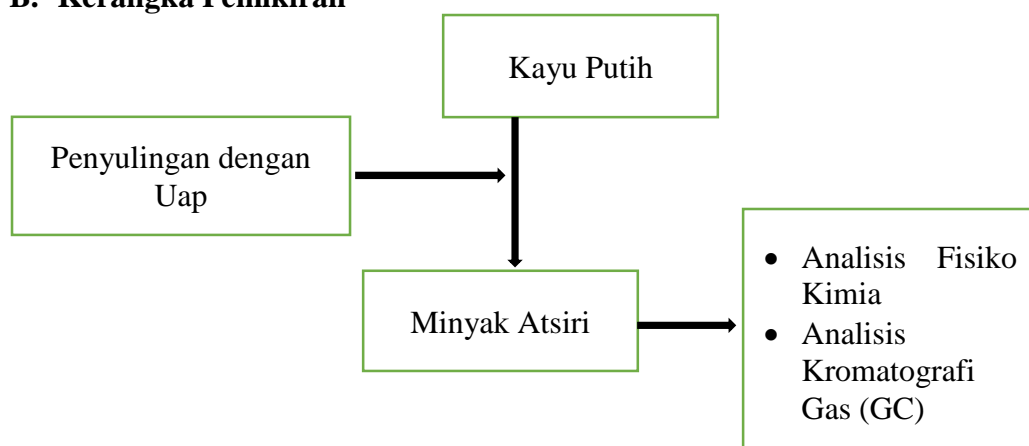 B. Kerangka Pemikiran
Kayu Putih
Penyulingan dengan
Uap
Minyak Atsiri
• Analisis Fisiko
Kimia
• Analisis
Kromatografi
Gas (GC)